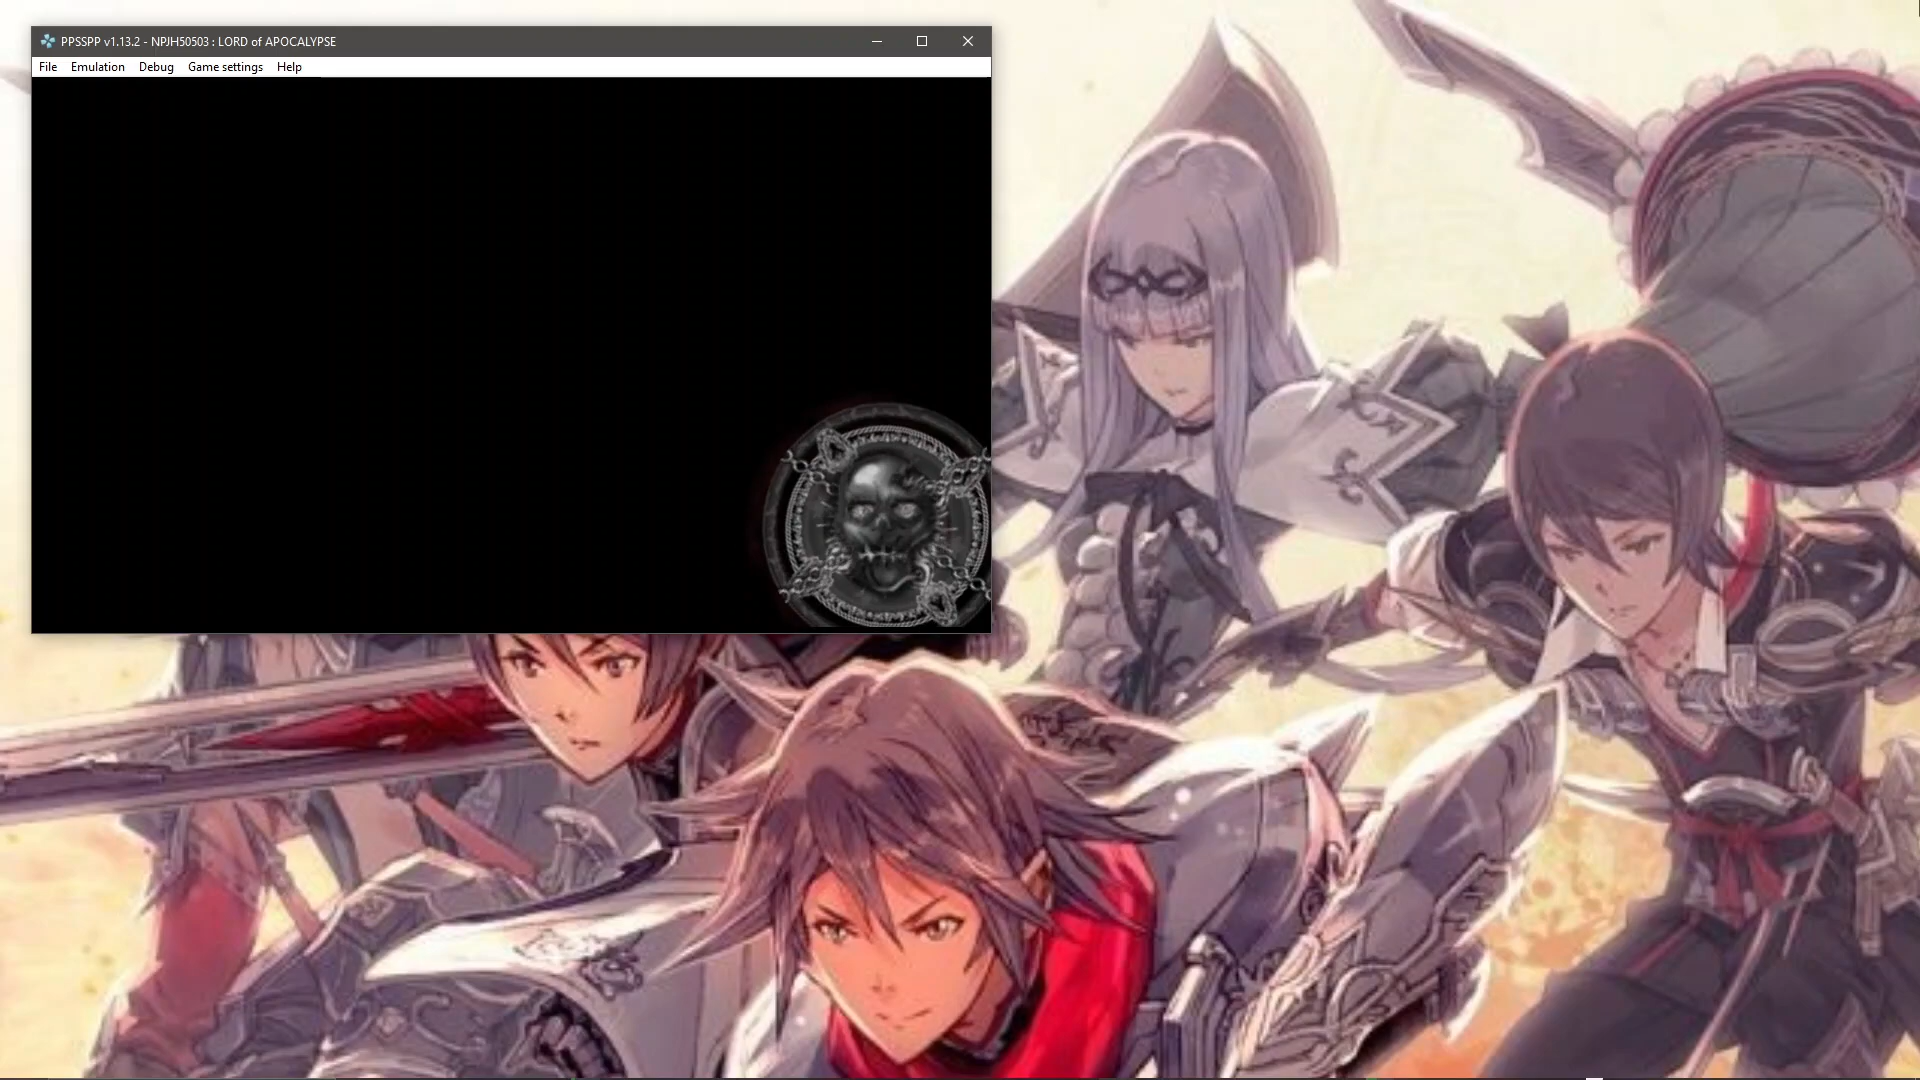 PPSSPP v1.13.2 - NPJH50503 : LORD of APOCALYPSE
File Emulation Debug Game settings Help